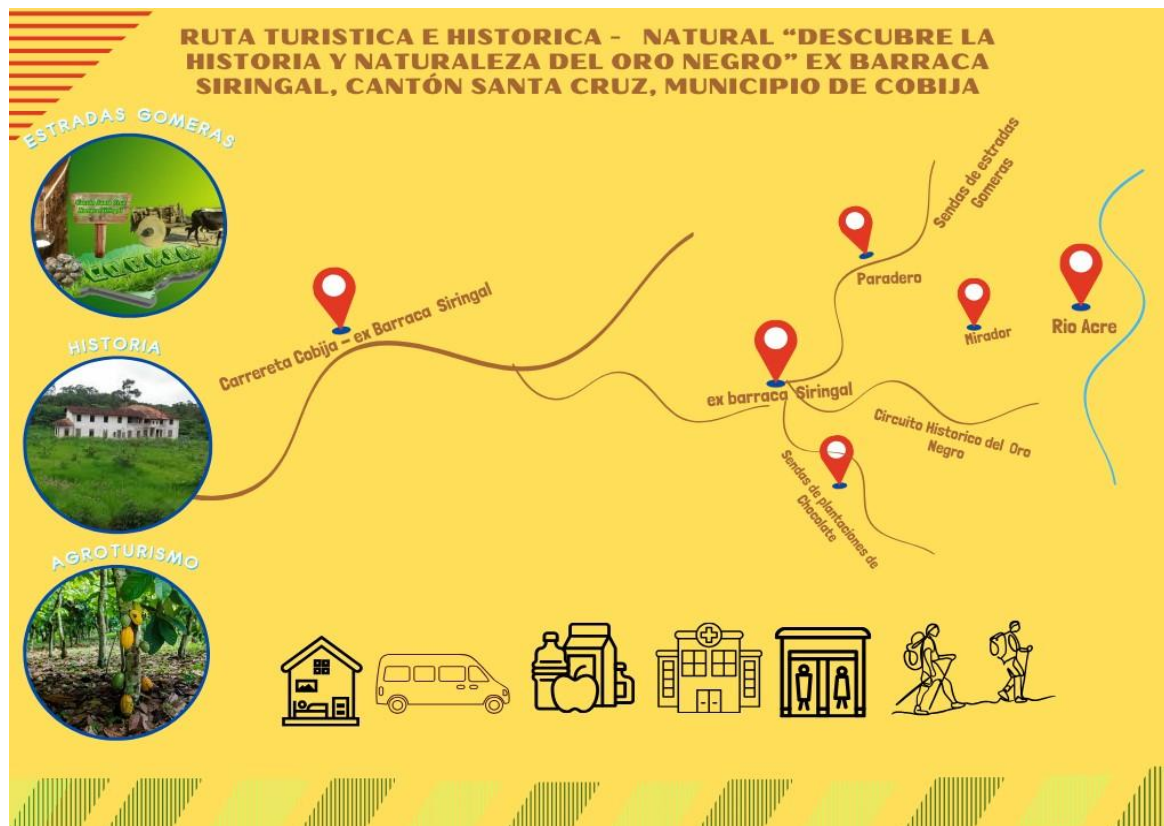 RUTA TURISTICA E HISTORICA - NATURAL “DESCUBRE LA
HISTORIA Y NATURALEZA DEL ORO NEGRO” EX BARRACA
SIRINGAL, CANTÓN SANTA CRUZ, MUNICIPIO DE COBIJA
ESTRADAS GOMERAS
COBIJA
HISTORIA
AGROTURISMO
Carrereta Cobija - ex Barraca Siringal
Sendas de estradas
Gomeras
Paradero
Mirador
Rio Acre
ex barraca Siringal
Circuito Historico del Oro
Negro
Sendas de plantaciones de
Chocolate